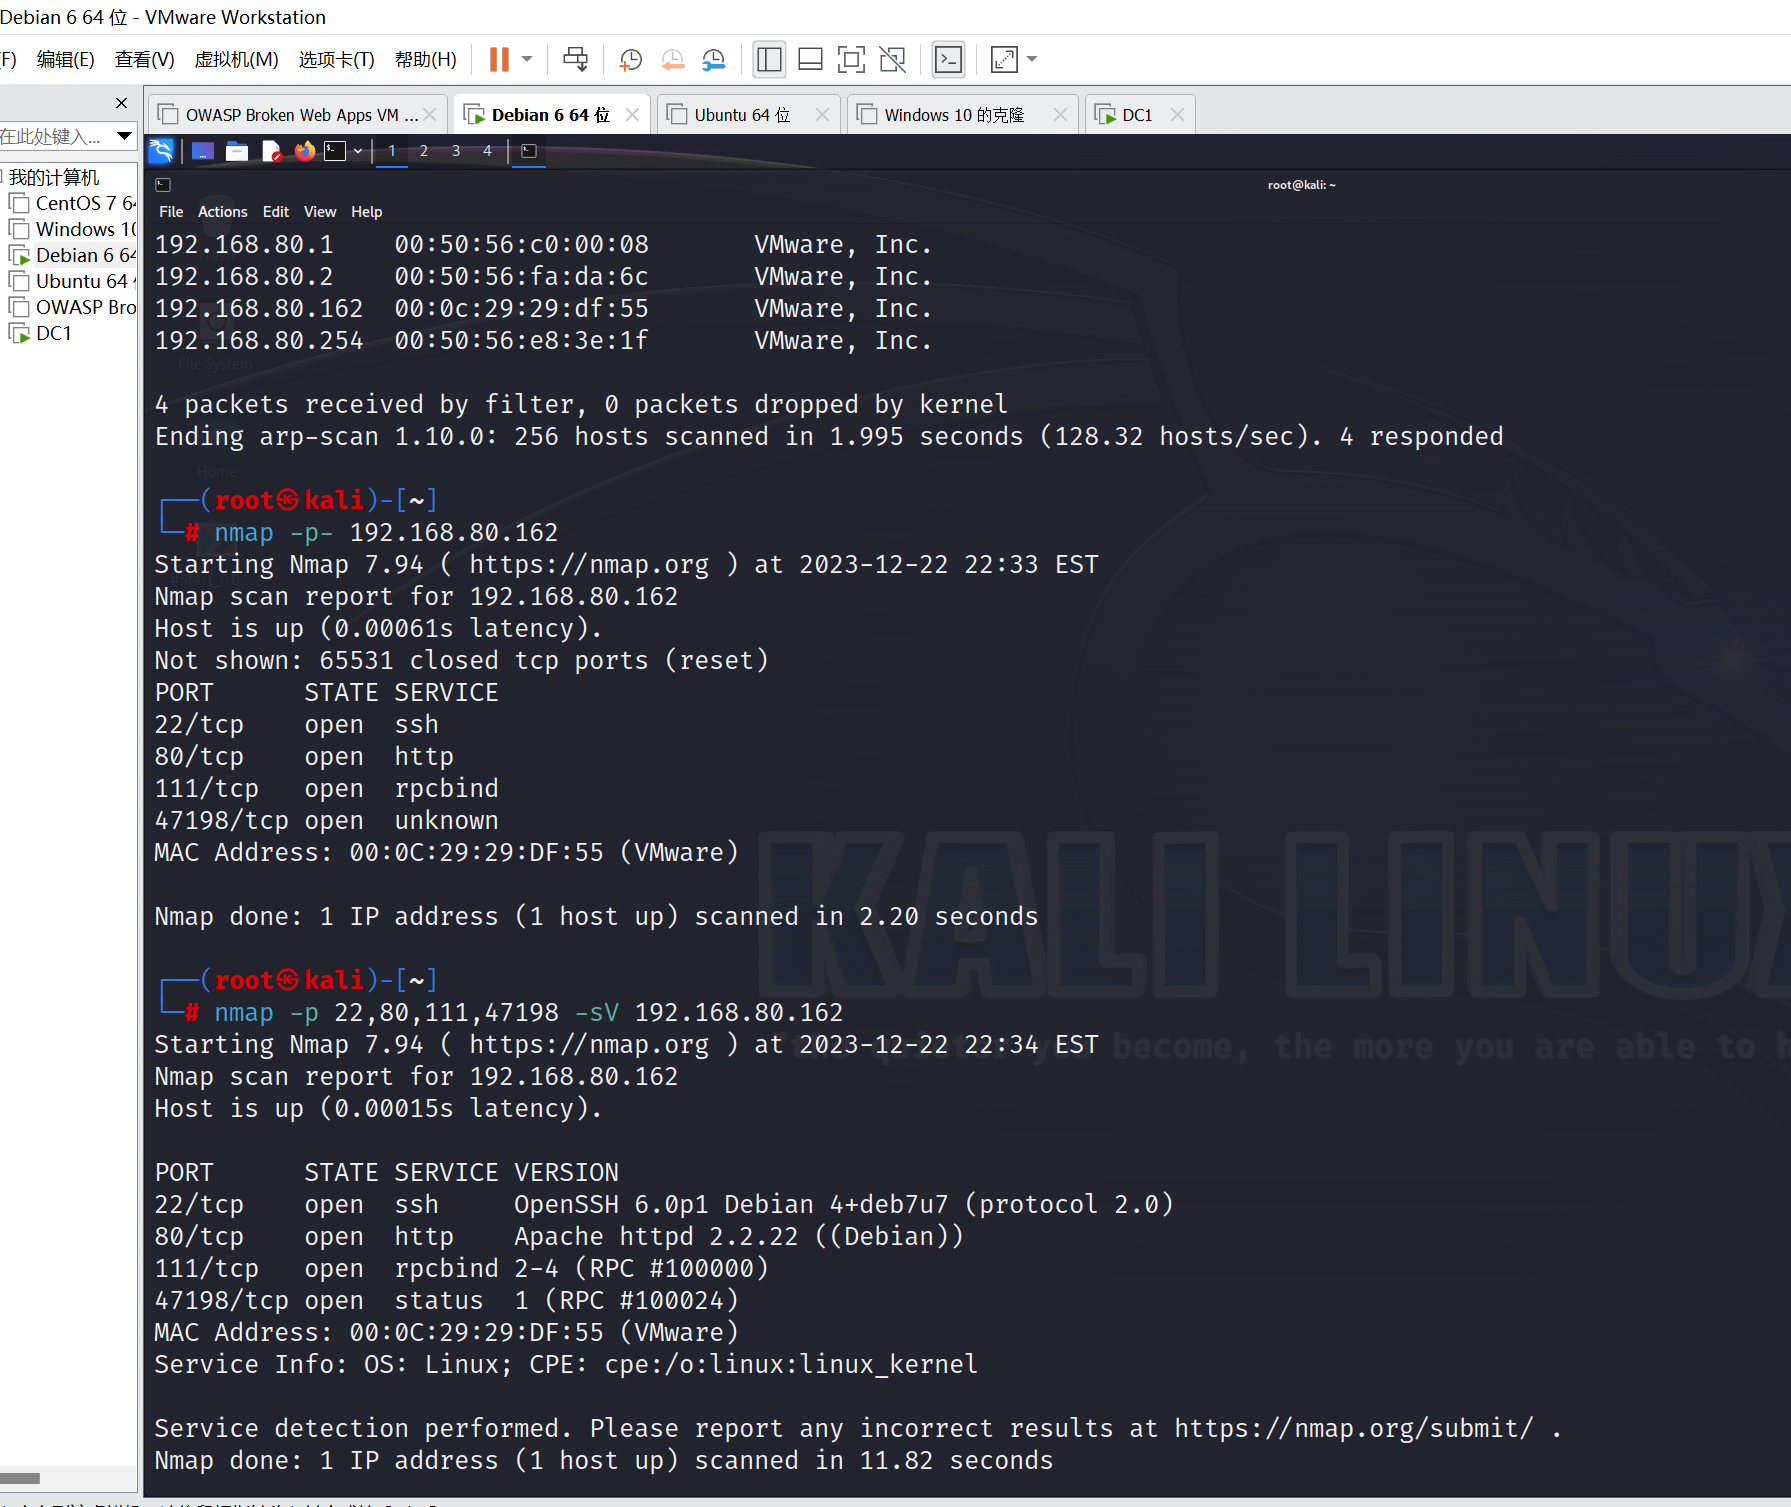 Debian 6 64 位 - VMware Workstation
(F) 编辑(E) 查看(V) 虚拟机(M) 选项卡(T) 帮助(H)
在此处键入...
我的计算机
CentOS 7 64
Windows 10
Debian 6 64
Ubuntu 64
OWASP Bro
DC1
OWASP Broken Web Apps VM ...
Debian 6 64 位
Ubuntu 64 位
Windows 10 的克隆
DC1
1 2 3 4
root@kali: ~
File Actions Edit View Help
192.168.80.1 00:50:56:c0:00:08 VMware, Inc.
192.168.80.2 00:50:56:fa:da:6c VMware, Inc.
192.168.80.162 00:0c:29:29:df:55 VMware, Inc.
192.168.80.254 00:50:56:e8:3e:1f VMware, Inc.
File System
4 packets received by filter, 0 packets dropped by kernel
Ending arp-scan 1.10.0: 256 hosts scanned in 1.995 seconds (128.32 hosts/sec). 4 responded
Home
┌──(root㉿kali)-[~]
└─# nmap -p- 192.168.80.162
Starting Nmap 7.94 ( https://nmap.org ) at 2023-12-22 22:33 EST
Nmap scan report for 192.168.80.162
Host is up (0.00061s latency).
Not shown: 65531 closed tcp ports (reset)
PORT STATE SERVICE
22/tcp open ssh
80/tcp open http
111/tcp open rpcbind
47198/tcp open unknown
MAC Address: 00:0C:29:29:DF:55 (VMware)
Nmap done: 1 IP address (1 host up) scanned in 2.20 seconds
KALI LINUX
┌──(root㉿kali)-[~]
└─# nmap -p 22,80,111,47198 -sV 192.168.80.162
Starting Nmap 7.94 ( https://nmap.org ) at 2023-12-22 22:34 EST
become, the more you are able to h
Nmap scan report for 192.168.80.162
Host is up (0.00015s latency).
PORT STATE SERVICE VERSION
22/tcp open ssh OpenSSH 6.0p1 Debian 4+deb7u7 (protocol 2.0)
80/tcp open http Apache httpd 2.2.22 ((Debian))
111/tcp open rpcbind 2-4 (RPC #100000)
47198/tcp open status 1 (RPC #100024)
MAC Address: 00:0C:29:29:DF:55 (VMware)
Service Info: OS: Linux; CPE: cpe:/o:linux:linux_kernel
Service detection performed. Please report any incorrect results at https://nmap.org/submit/ .
Nmap done: 1 IP address (1 host up) scanned in 11.82 seconds